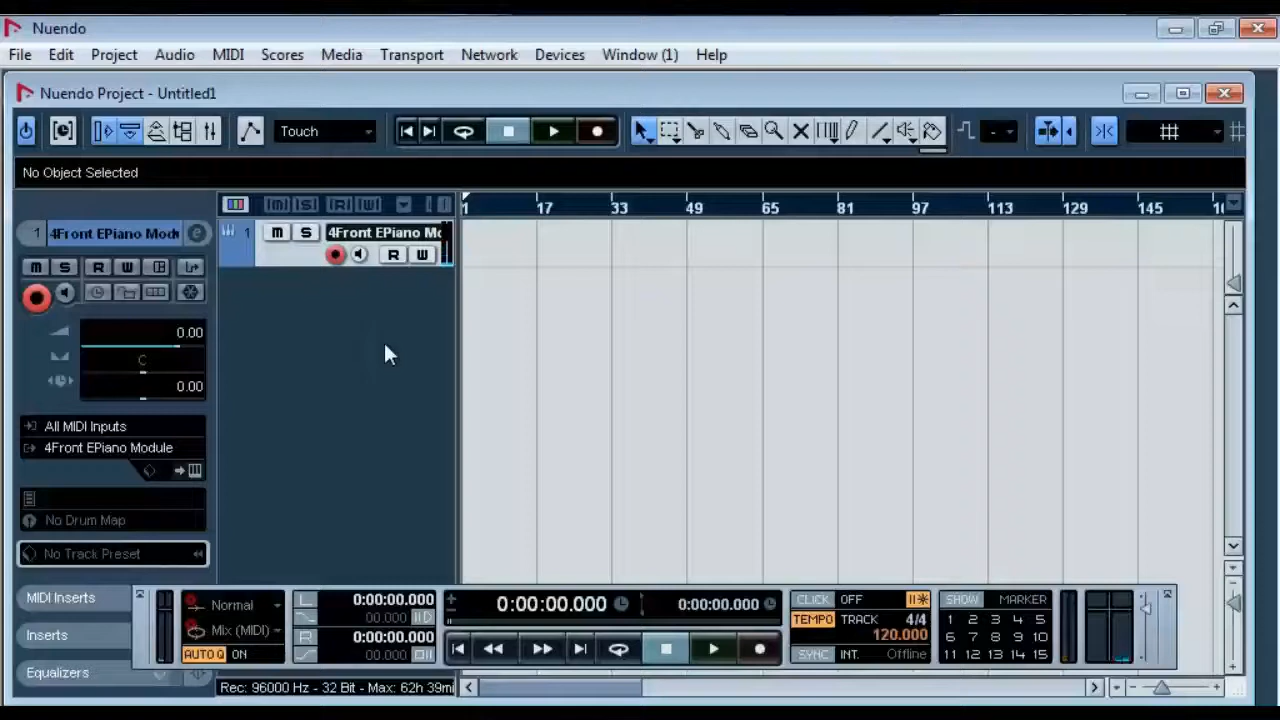 Nuendo
File Edit Project Audio MIDI Scores Media Transport Network Devices Window (1) Help
Nuendo Project - Untitled1
Touch
-
No Object Selected
[M] [S] [R] [W]
1 17 33 49 65 81 97 113 129 145
1 4Front EPiano Modu e
1 M S 4Front EPiano Mo
R W
M S R W
0.00
C
0.00
All MIDI Inputs
4Front EPiano Module
No Drum Map
No Track Preset
MIDI Inserts
Inserts
Equalizers
Normal
Mix (MIDI)
AUTO Q ON
L 0:00:00.000
00.000
R 0:00:00.000
00.000
0:00:00.000 0:00:00.000
CLICK OFF
TEMPO TRACK 4/4
120.000
SYNC INT. Offline
SHOW MARKER
1 2 3 4 5
6 7 8 9 10
11 12 13 14 15
Rec: 96000 Hz - 32 Bit - Max: 62h 39mi